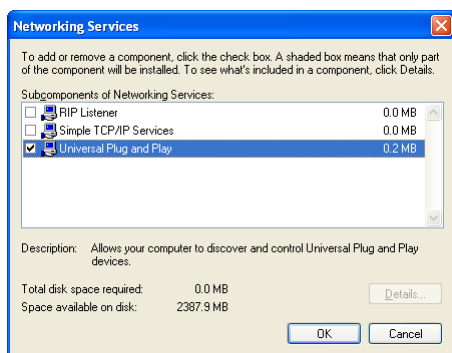 Networking Services
To add or remove a component, click the check box. A shaded box means that only part
of the component will be installed. To see what's included in a component, click Details.
Subcomponents of Networking Services:
RIP Listener 0.0 MB
Simple TCP/IP Services 0.0 MB
Universal Plug and Play 0.2 MB
Description: Allows your computer to discover and control Universal Plug and Play
devices.
Total disk space required: 0.0 MB
Details...
Space available on disk: 2387.9 MB
OK Cancel